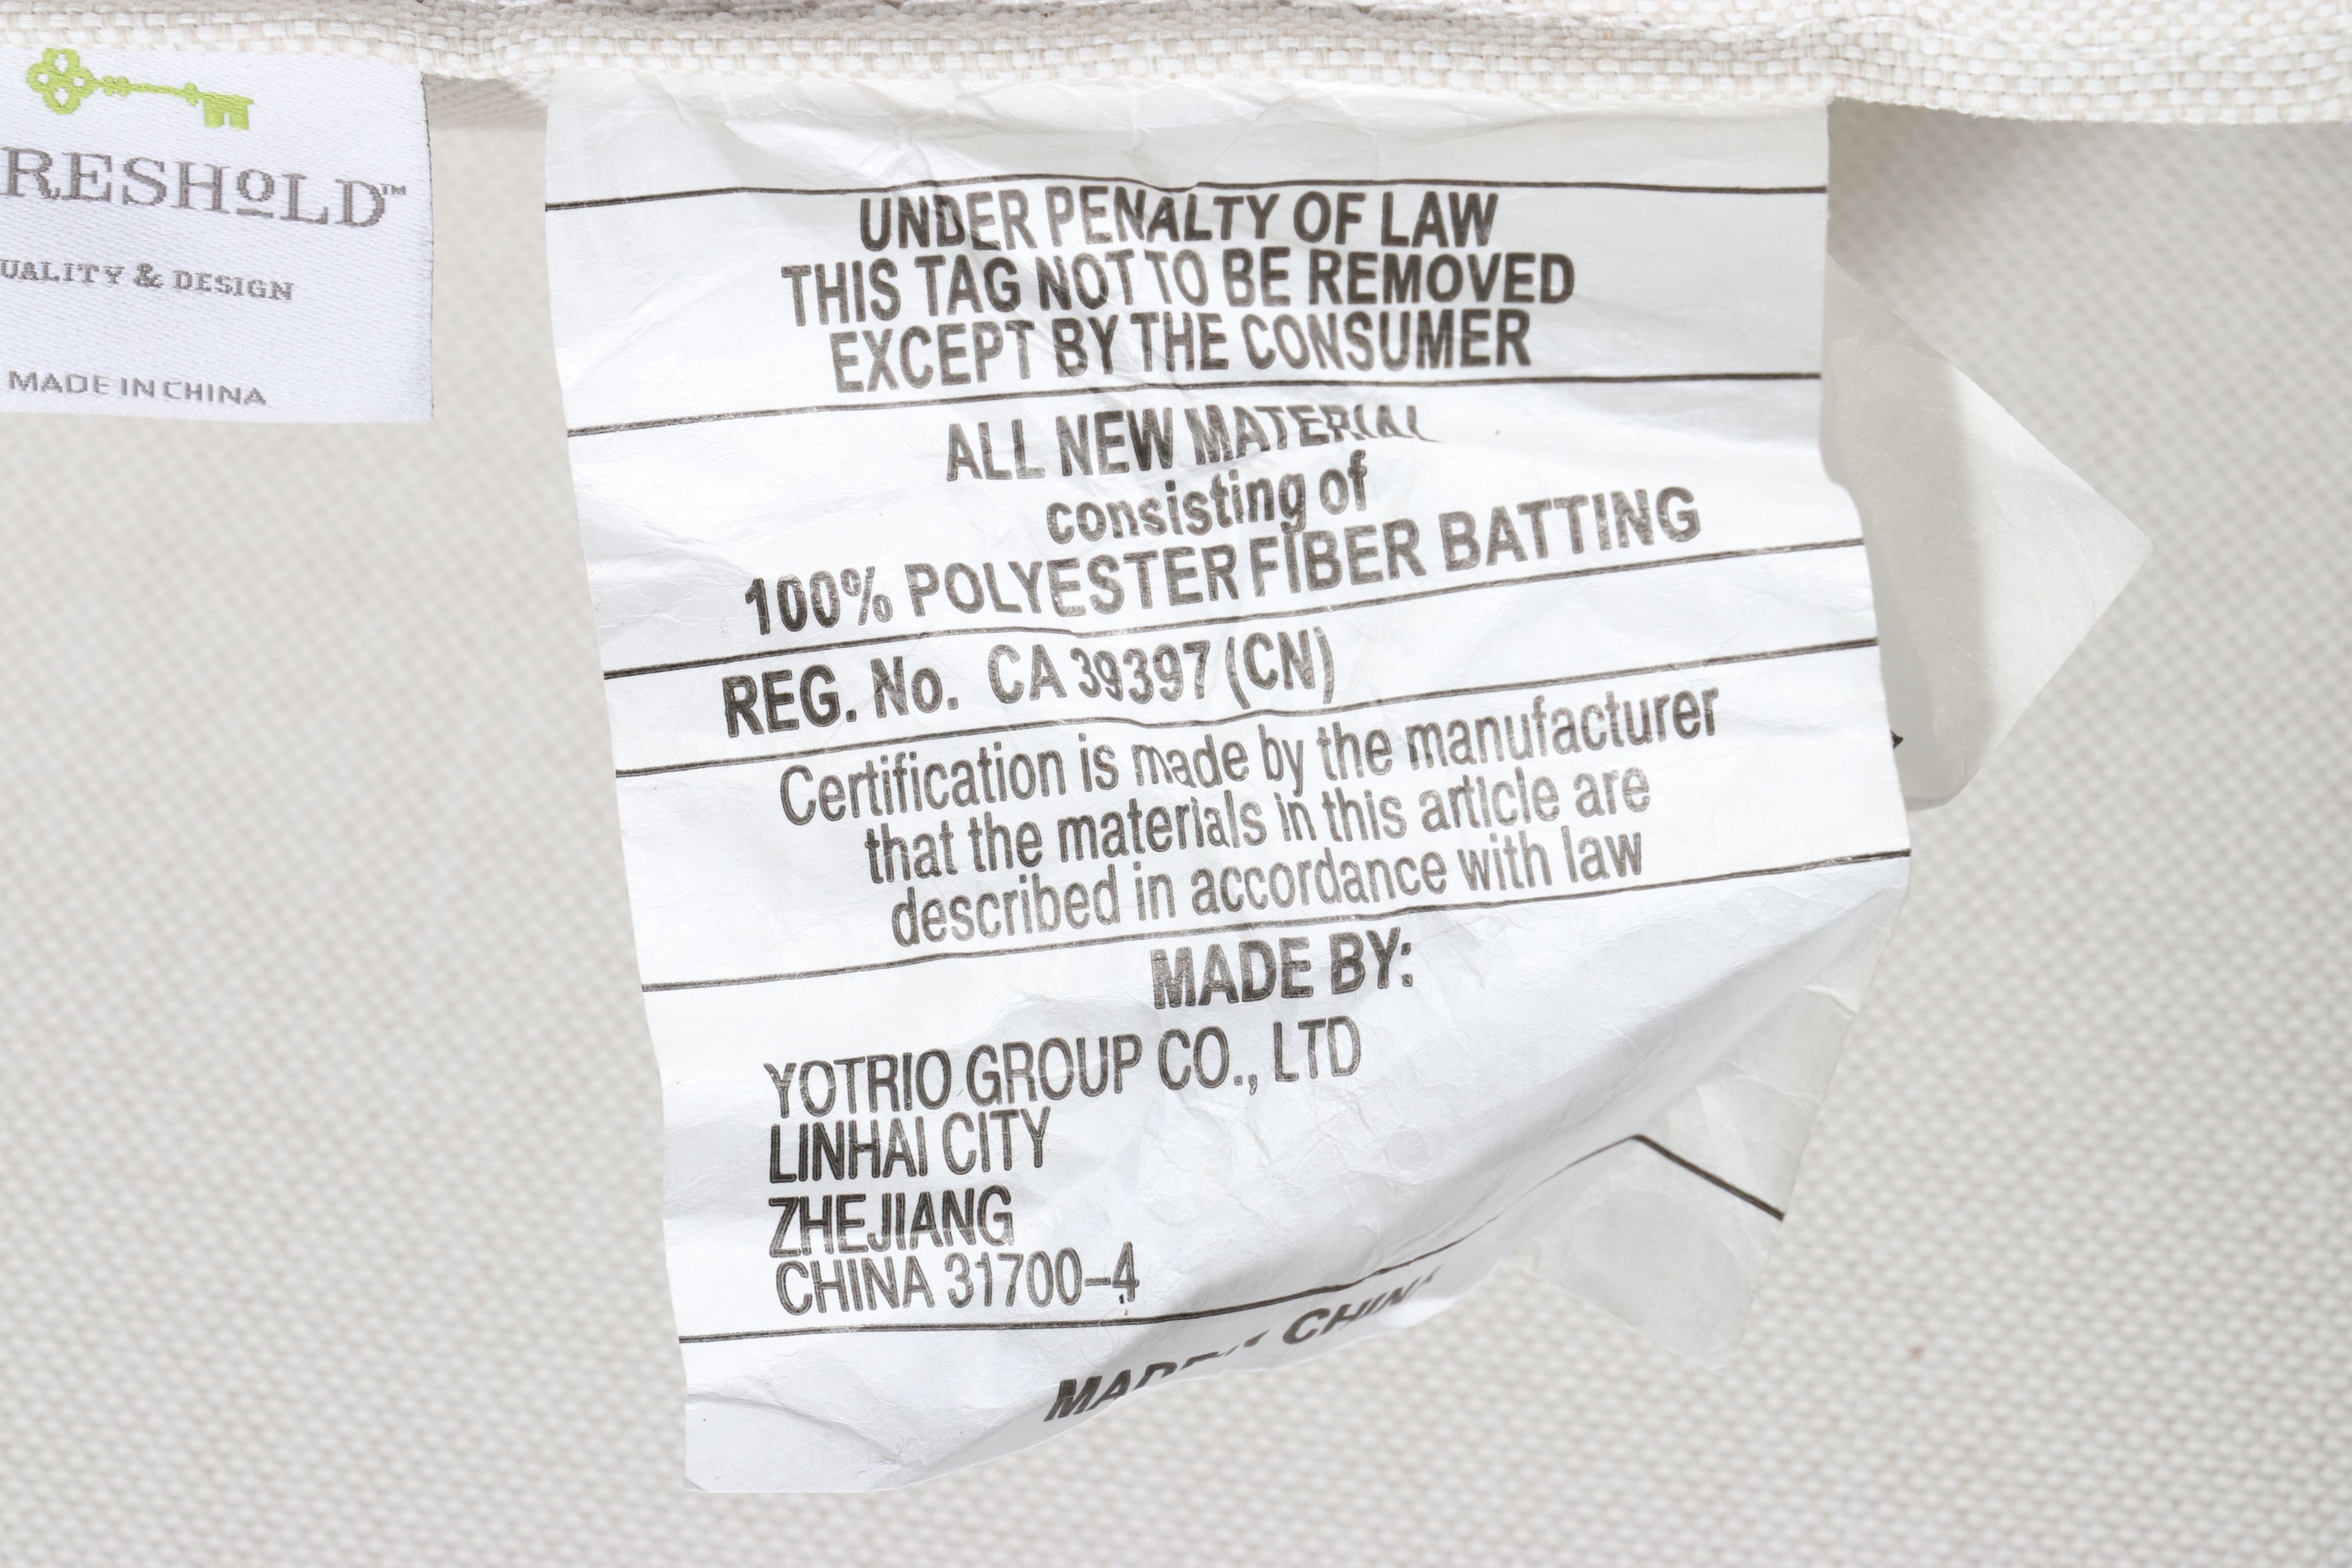 RESHOLD™
UALITY & DESIGN
MADE IN CHINA
UNDER PENALTY OF LAW
THIS TAG NOT TO BE REMOVED
EXCEPT BY THE CONSUMER
ALL NEW MATERIAL
consisting of
100% POLYESTER FIBER BATTING
REG. No. CA 39397 (CN)
Certification is made by the manufacturer
that the materials in this article are
described in accordance with law
MADE BY:
YOTRIO GROUP CO., LTD
LINHAI CITY
ZHEJIANG
CHINA 31700-4
MADE CHINA